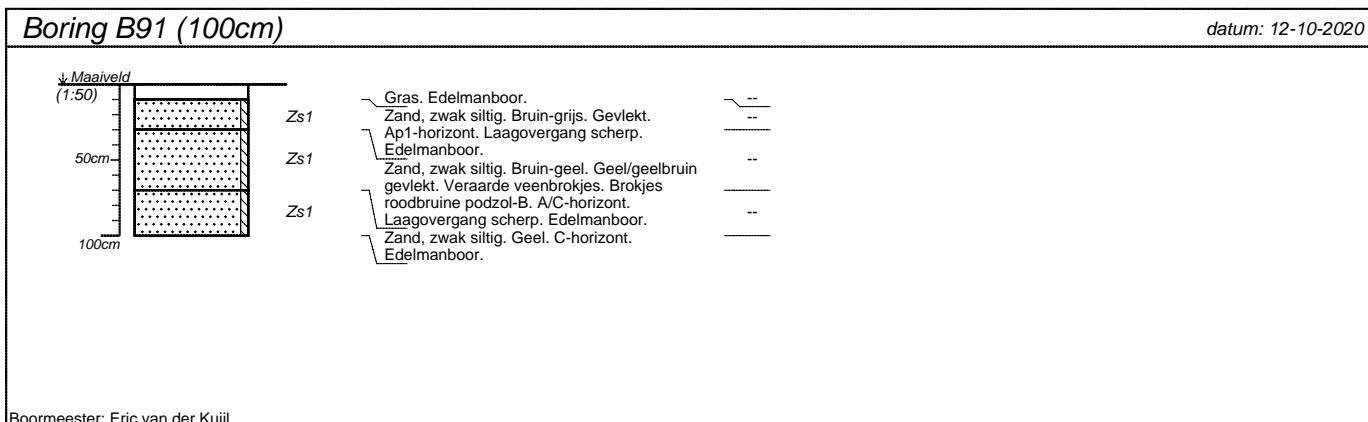 Boring B91 (100cm)
datum: 12-10-2020
Maaiveld
(1:50)
50cm
100cm
Zs1
Zs1
Zs1
Gras. Edelmanboor.
Zand, zwak siltig. Bruin-grijs. Gevlekt.
Ap1-horizont. Laagovergang scherp.
Edelmanboor.
Zand, zwak siltig. Bruin-geel. Geel/geelbruin
gevlekt. Veraarde veenbrokjes. Brokjes
roodbruine podzol-B. A/C-horizont.
Laagovergang scherp. Edelmanboor.
Zand, zwak siltig. Geel. C-horizont.
Edelmanboor.
--
--
--
--
Boormeester: Eric van der Kuijl